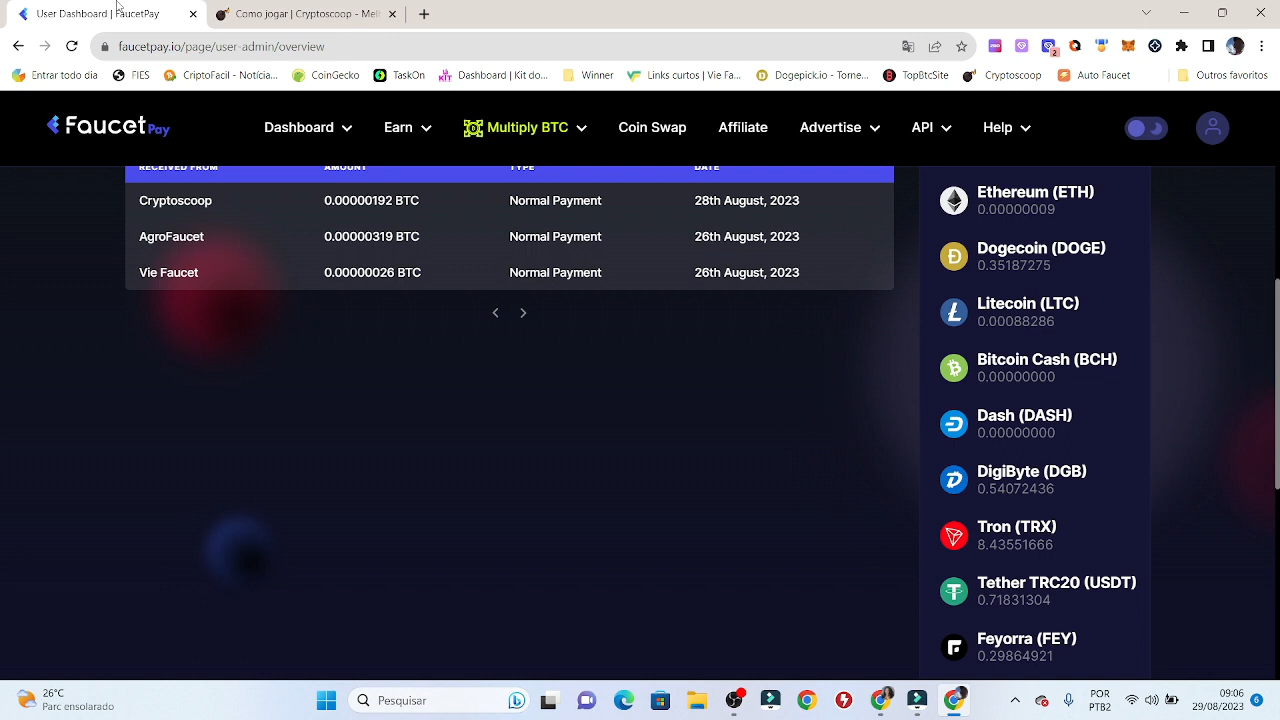 User Dashboard | FaucetPay
Como jogar | Cryptoscoop - Mel
faucetpay.io/page/user-admin/overview
Entrar todo dia
FIES
CriptoFacil - Notícia...
CoinGecko
TaskOn
Dashboard | Kit do...
Winner
Links curtos | Ver a...
Dogepick.io - Torne...
TopBtcSite
Cryptoscoop
Auto Faucet
Outros favoritos
FaucetPay
Dashboard
Earn
Multiply BTC
Coin Swap
Affiliate
Advertise
API
Help
RECEIVED FROM AMOUNT TYPE DATE
Cryptoscoop 0.00000192 BTC Normal Payment 28th August, 2023
AgroFaucet 0.00000319 BTC Normal Payment 26th August, 2023
Vie Faucet 0.00000026 BTC Normal Payment 26th August, 2023
Ethereum (ETH)
0.00000009
Dogecoin (DOGE)
0.35187275
Litecoin (LTC)
0.00088286
Bitcoin Cash (BCH)
0.00000000
Dash (DASH)
0.00000000
DigiByte (DGB)
0.54072436
Tron (TRX)
8.43551666
Tether TRC20 (USDT)
0.71831304
Feyorra (FEY)
0.29864921
26°C
Parc ensolarado
Pesquisar
POR
PTB2
09:06
29/08/2023
6